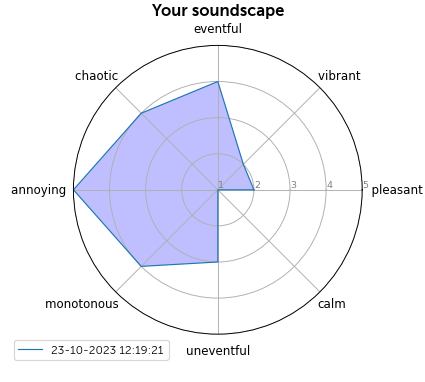 Your soundscape
eventful
chaotic
vibrant
annoying
1 2 3 4 5
pleasant
monotonous
calm
23-10-2023 12:19:21
uneventful